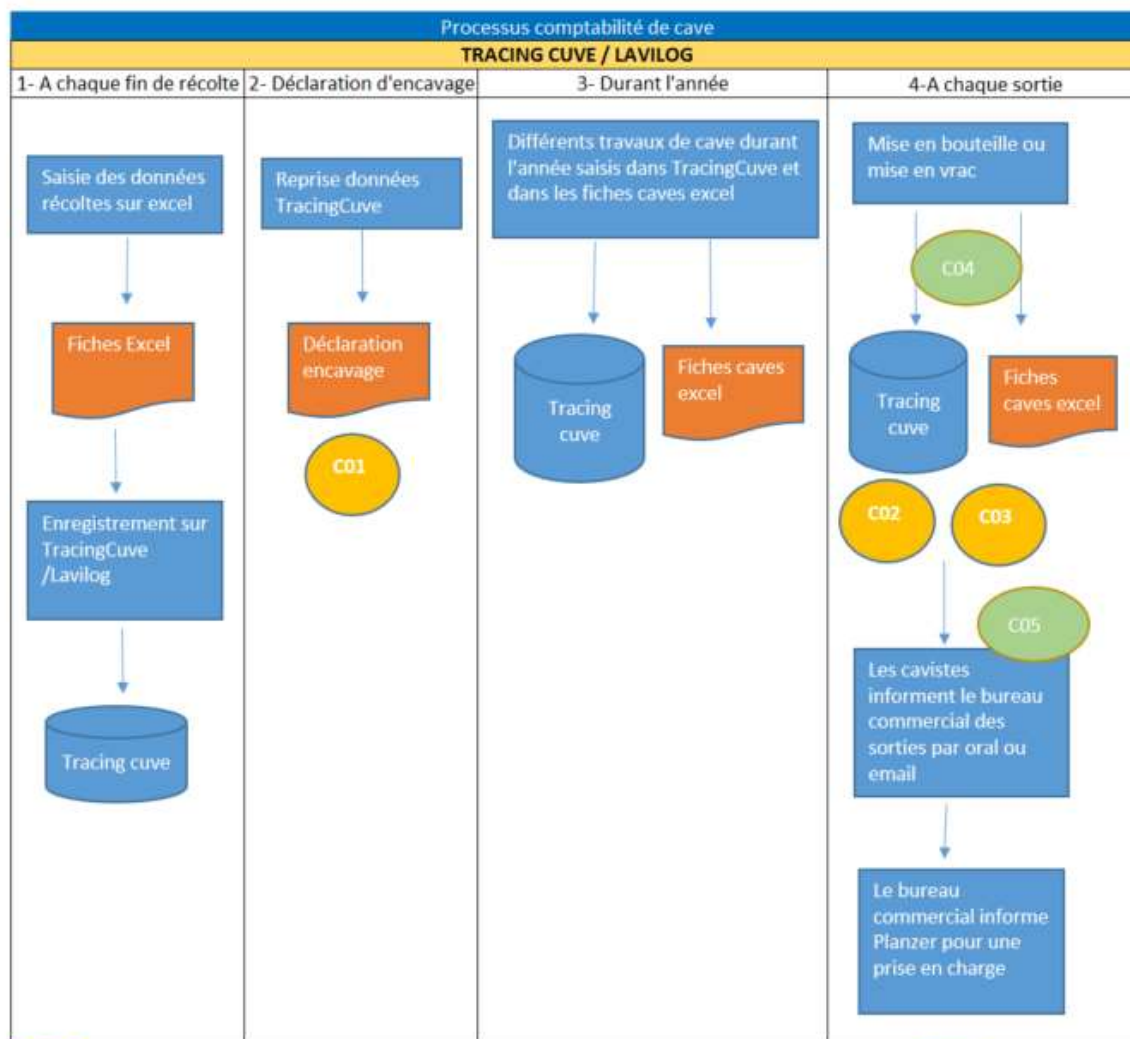 Processus comptabilité de cave
TRACING CUVE / LAVILOG
1- A chaque fin de récolte
2- Déclaration d'encavage
3- Durant l'année
4-A chaque sortie
Saisie des données
récoltes sur excel
Fiches Excel
Enregistrement sur
TracingCuve
/Lavilog
Tracing cuve
Reprise données
TracingCuve
Déclaration
encavage
C01
Différents travaux de cave durant
l'année saisis dans TracingCuve et
dans les fiches caves excel
Tracing
cuve
Fiches caves
excel
Mise en bouteille ou
mise en vrac
C04
Tracing
cuve
Fiches
caves excel
C02
C03
C05
Les cavistes
informent le bureau
commercial des
sorties par oral ou
email
Le bureau
commercial informe
Planzer pour une
prise en charge